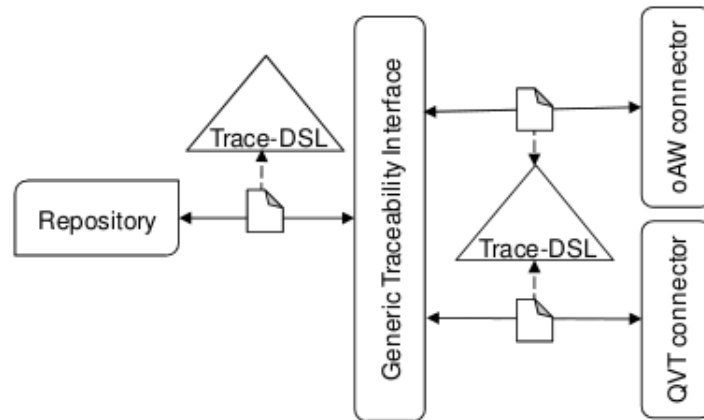 Trace-DSL
Repository
Generic Traceability Interface
oAW connector
Trace-DSL
QVT connector